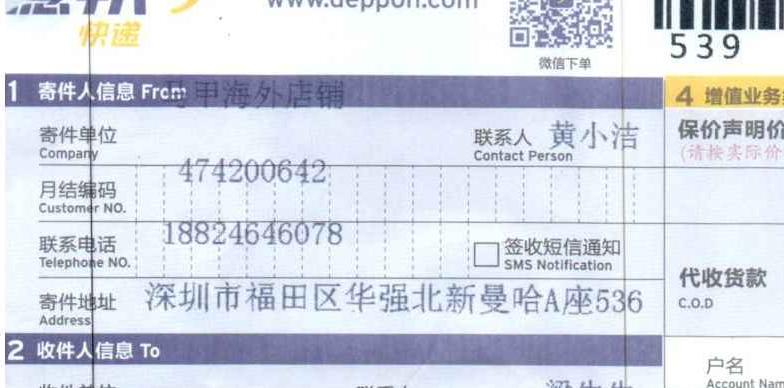 快递
www.deppon.com
微信下单
539
1 寄件人信息 From
马甲海外店铺
4 增值业务
寄件单位
Company
联系人 黄小洁
Contact Person
保价声明价
(请按实际价
474200642
月结编码
Customer NO.
联系电话 18824646078
Telephone NO.
签收短信通知
SMS Notification
代收货款
C.O.D
寄件地址 深圳市福田区华强北新曼哈A座536
Address
2 收件人信息 To
户名
Account Nam